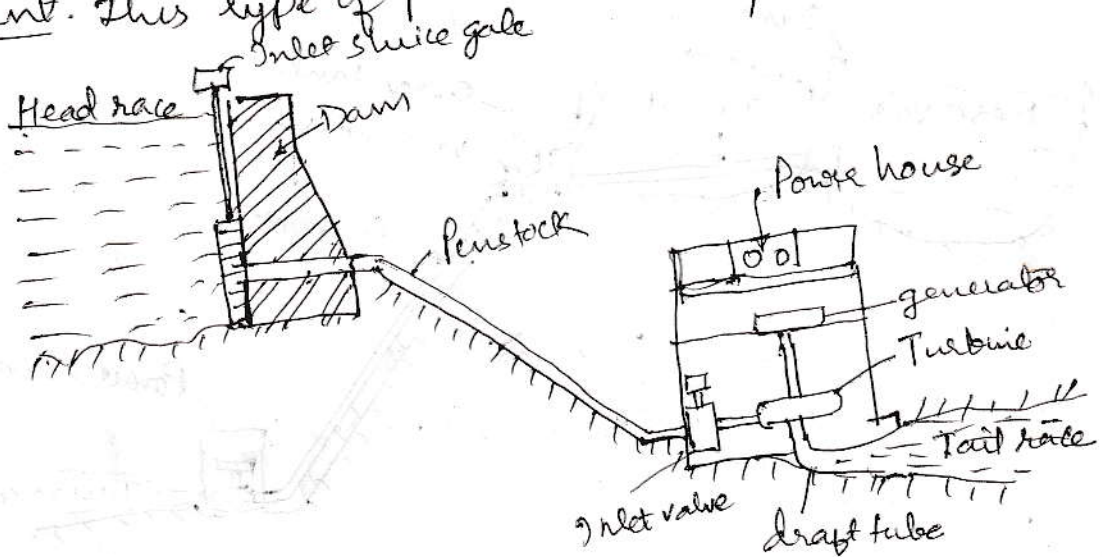 nt. This type of
Inlet sluice gate
Head race
Dam
Powre house
Penstock
generator
Turbine
Tail race
Inlet valve
draft tube